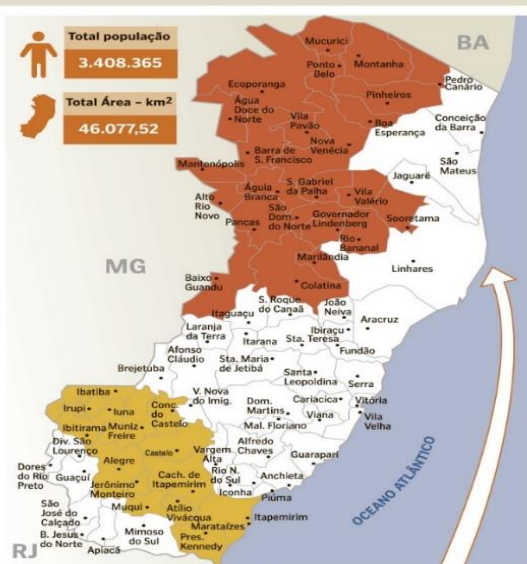 Total população
3.408.365
Total Área – km²
46.077,52
BA
MG
RJ
OCEANO ATLÂNTICO
Mucurici
Ponto Belo
Montanha
Pedro Canário
Ecoporanga
Pinheiros
Água Doce do Norte
Vila Pavão
Boa Esperança
Conceição da Barra
Nova Venécia
Barra de S. Francisco
São Mateus
Mantenópolis
Jaguaré
Águia Branca
S. Gabriel da Palha
Vila Valério
Alto Rio Novo
São Dom. do Norte
Governador Lindenberg
Sooretama
Pancas
Rio Bananal
Marilândia
Linhares
Baixo Guandu
Colatina
S. Roque do Canaã
João Neiva
Itaguaçu
Aracruz
Laranja da Terra
Ibiraçu
Itarana
Sta. Teresa
Fundão
Afonso Cláudio
Sta. Maria de Jetibá
Brejetuba
Santa Leopoldina
Serra
Ibatiba
V. Nova do Imig.
Cariacica
Vitória
Irupi
Iuna
Conc. do Castelo
Dom. Martins
Viana
Vila Velha
Ibitirama
Muniz Freire
Mal. Floriano
Div. São Lourenço
Castelo
Vargem Alta
Alfredo Chaves
Guarapari
Dores do Rio Preto
Alegre
Guaçuí
Cach. de Itapemirim
Rio N. do Sul
Anchieta
Jerônimo Monteiro
Iconha
Piúma
São José do Calçado
Muqui
Atílio Vivácqua
Itapemirim
Marataízes
B. Jesus do Norte
Mimoso do Sul
Pres. Kennedy
Apiacá